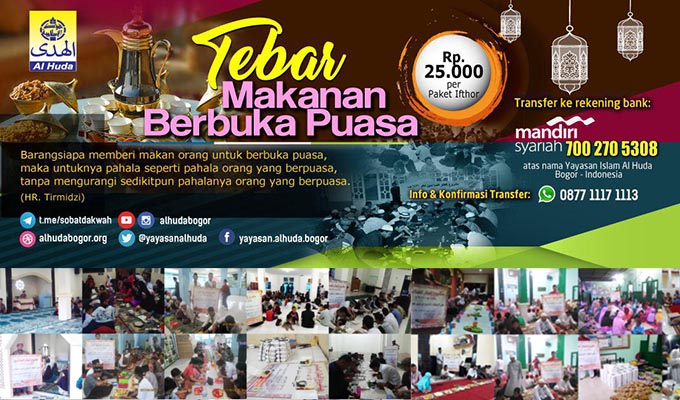 الهدى
Al Huda
Tebar
Makanan
Berbuka Puasa
Rp.
25.000
per
Paket Ifthor
Transfer ke rekening bank:
mandiri
syariah 700 270 5308
atas nama Yayasan Islam Al Huda
Bogor - Indonesia
Barangsiapa memberi makan orang untuk berbuka puasa,
maka untuknya pahala seperti pahala orang yang berpuasa,
tanpa mengurangi sedikitpun pahalanya orang yang berpuasa.
(HR. Tirmidzi)
Info & Konfirmasi Transfer: 0877 1117 1113
t.me/sobatdakwah alhudabogor
alhudabogor.org @yayasanalhuda yayasan.alhuda.bogor